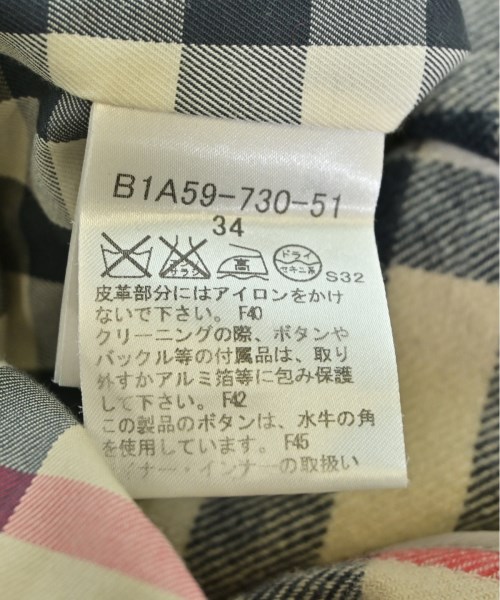 B1A59-730-51
34
高 ドライ セキユ系 S32
皮革部分にはアイロンをかけ
ないで下さい。 F40
クリーニングの際、ボタンや
バックル等の付属品は、取り
外すかアルミ箔等に包み保護
して下さい。 F42
この製品のボタンは、水牛の角
を使用しています。 F45
ライナー・インナーの取扱い